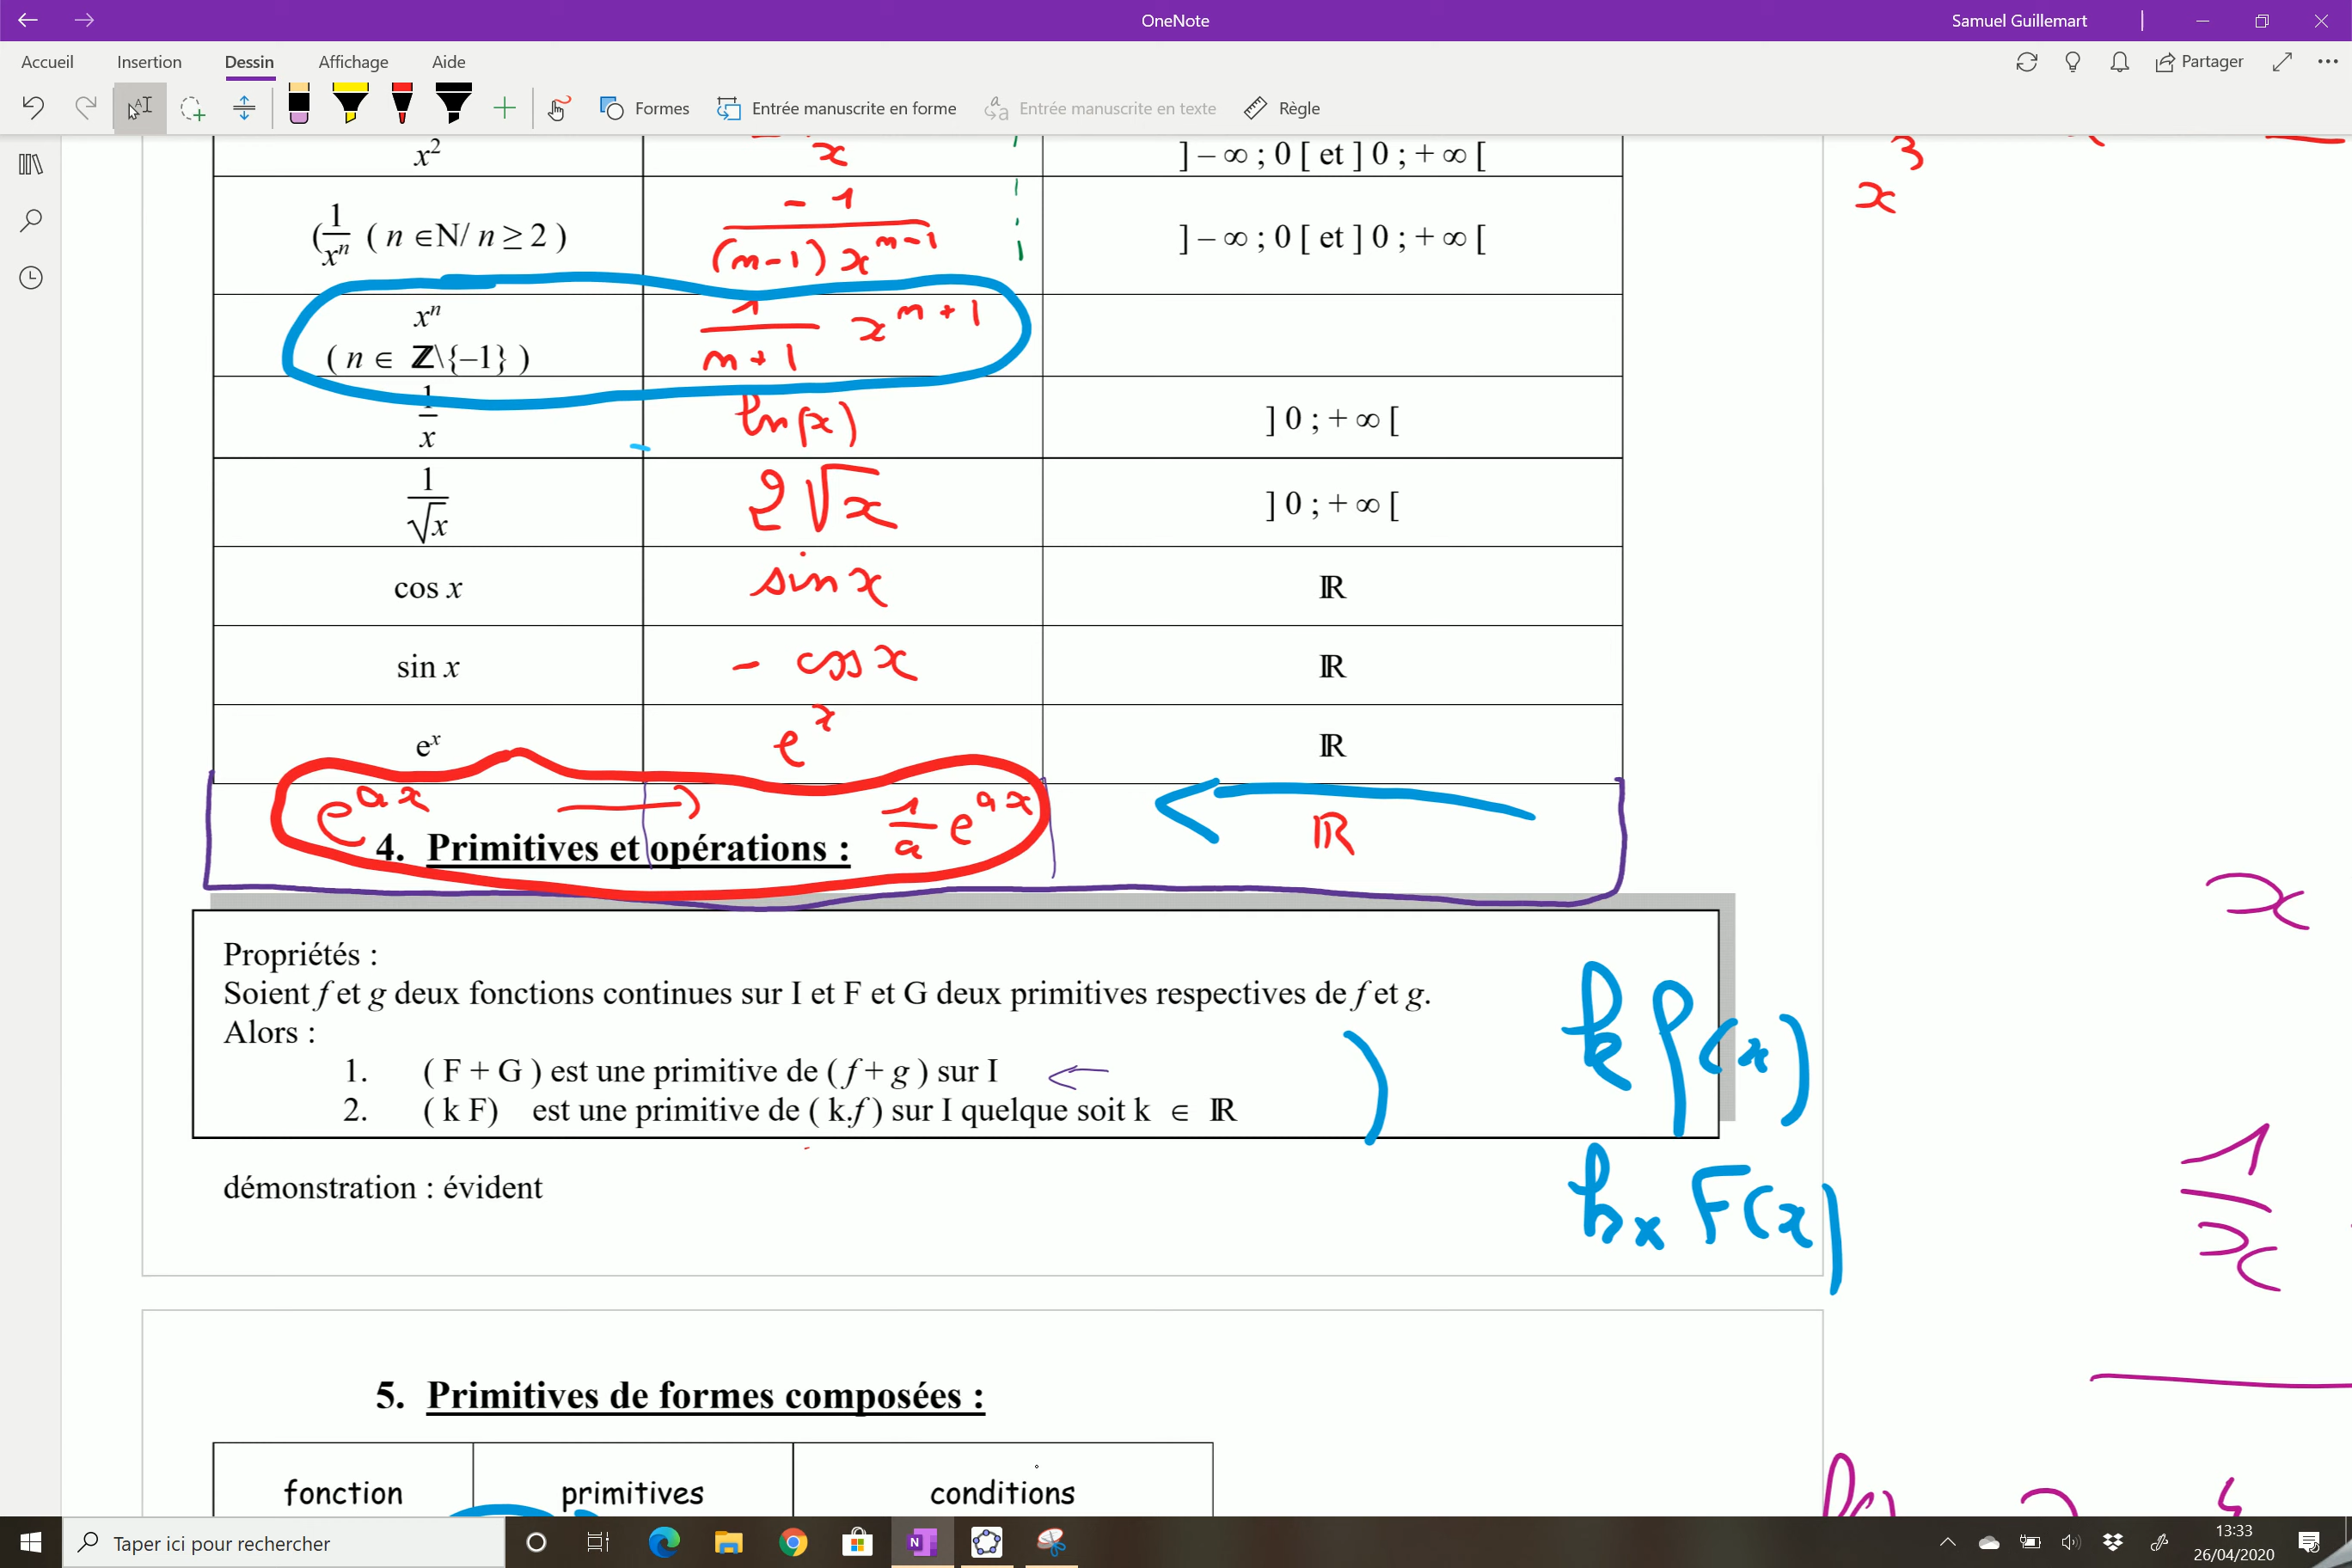 OneNote
Samuel Guillemart
Accueil Insertion Dessin Affichage Aide
Partager
Formes Entrée manuscrite en forme Entrée manuscrite en texte Règle
x² x ] – ∞ ; 0 [ et ] 0 ; + ∞ [
x³
(1/xⁿ ( n ∈N/ n ≥ 2 ) -1/((n-1) x^(n-1)) ] – ∞ ; 0 [ et ] 0 ; + ∞ [
xⁿ 1/(n+1) x^(n+1)
( n ∈ ℤ\{–1} )
1/x ln(x) ] 0 ; + ∞ [
1/√x 2√x ] 0 ; + ∞ [
cos x sin x ℝ
sin x - cos x ℝ
eˣ eˣ ℝ
e^(ax) → 1/a e^(ax) ℝ
4. Primitives et opérations :
x
Propriétés :
Soient f et g deux fonctions continues sur I et F et G deux primitives respectives de f et g.
Alors :
k f(x)
1. ( F + G ) est une primitive de ( f + g ) sur I
2. ( k F) est une primitive de ( k.f ) sur I quelque soit k ∈ ℝ
k x F(x)
1/x
démonstration : évident
5. Primitives de formes composées :
fonction primitives conditions
Taper ici pour rechercher
13:33
26/04/2020